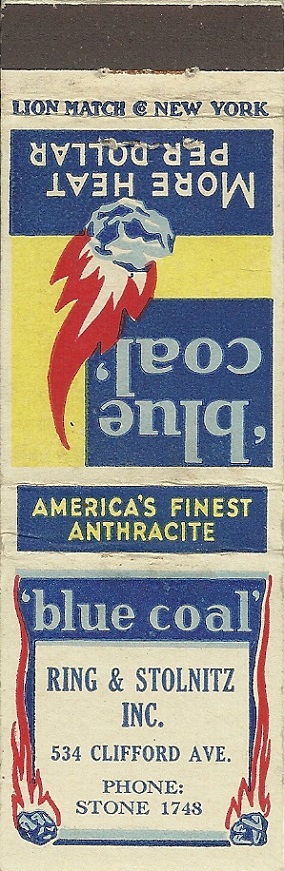 LION MATCH Co NEW YORK
MORE HEAT
PER DOLLAR
'blue
coal'
AMERICA'S FINEST
ANTHRACITE
'blue coal'
RING & STOLNITZ
INC.
534 CLIFFORD AVE.
PHONE:
STONE 1748